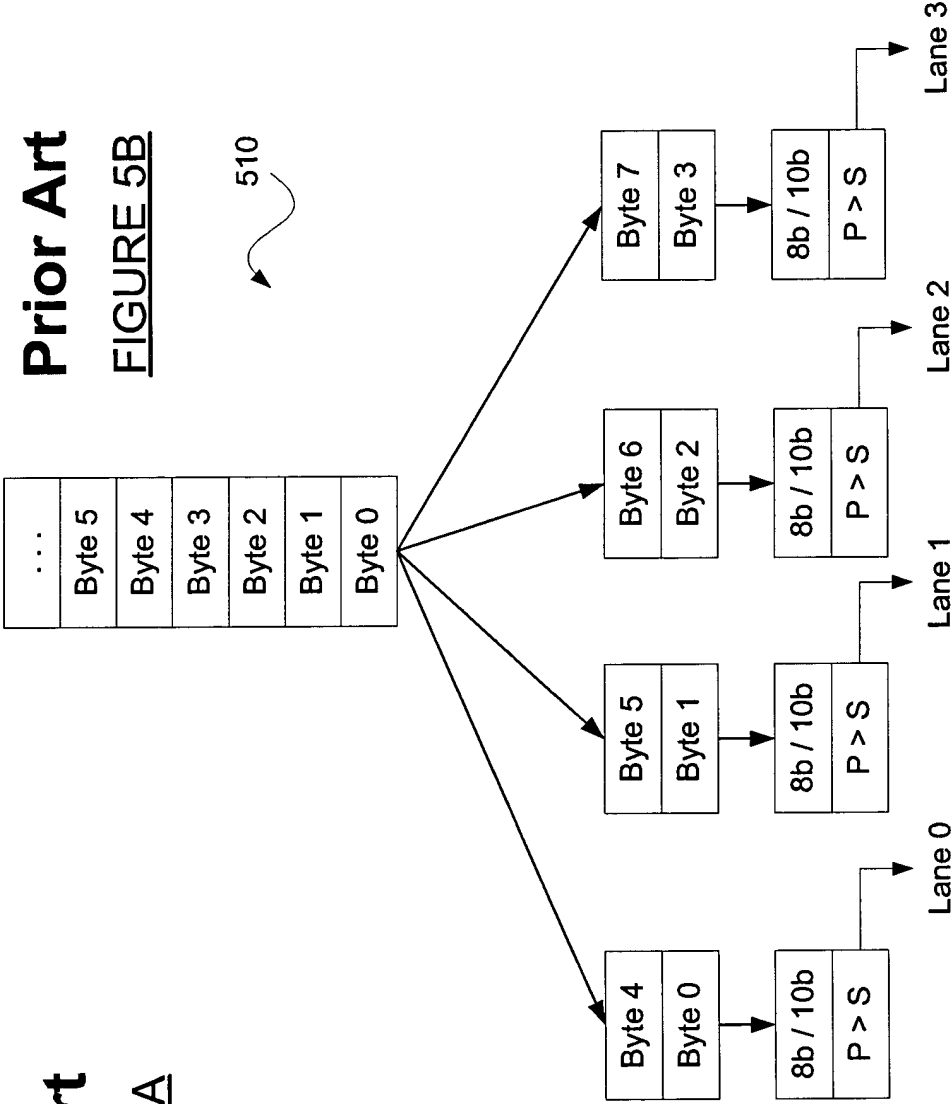 rt
A
Prior Art
FIGURE 5B
510
. . .
Byte 5
Byte 4
Byte 3
Byte 2
Byte 1
Byte 0
Byte 4
Byte 0
8b / 10b
P > S
Lane 0
Byte 5
Byte 1
8b / 10b
P > S
Lane 1
Byte 6
Byte 2
8b / 10b
P > S
Lane 2
Byte 7
Byte 3
8b / 10b
P > S
Lane 3